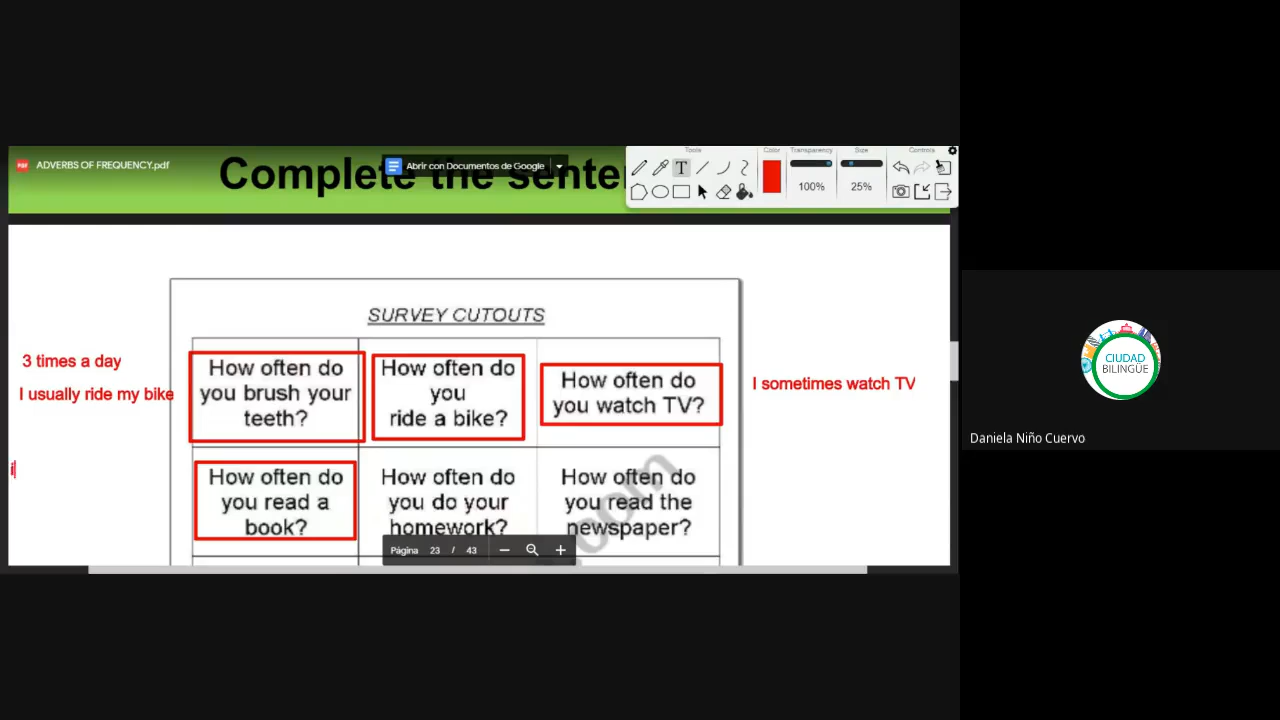 ADVERBS OF FREQUENCY.pdf
Complete the sente
Abrir con Documentos de Google
Tools
Color
Transparency
Size
Controls
T
100%
25%
SURVEY CUTOUTS
3 times a day
I usually ride my bike
How often do
you brush your
teeth?
How often do
you
ride a bike?
How often do
you watch TV?
I sometimes watch TV
i
How often do
you read a
book?
How often do
you do your
homework?
How often do
you read the
newspaper?
.com
Página 23 / 43
CIUDAD
BILINGÜE
Daniela Niño Cuervo